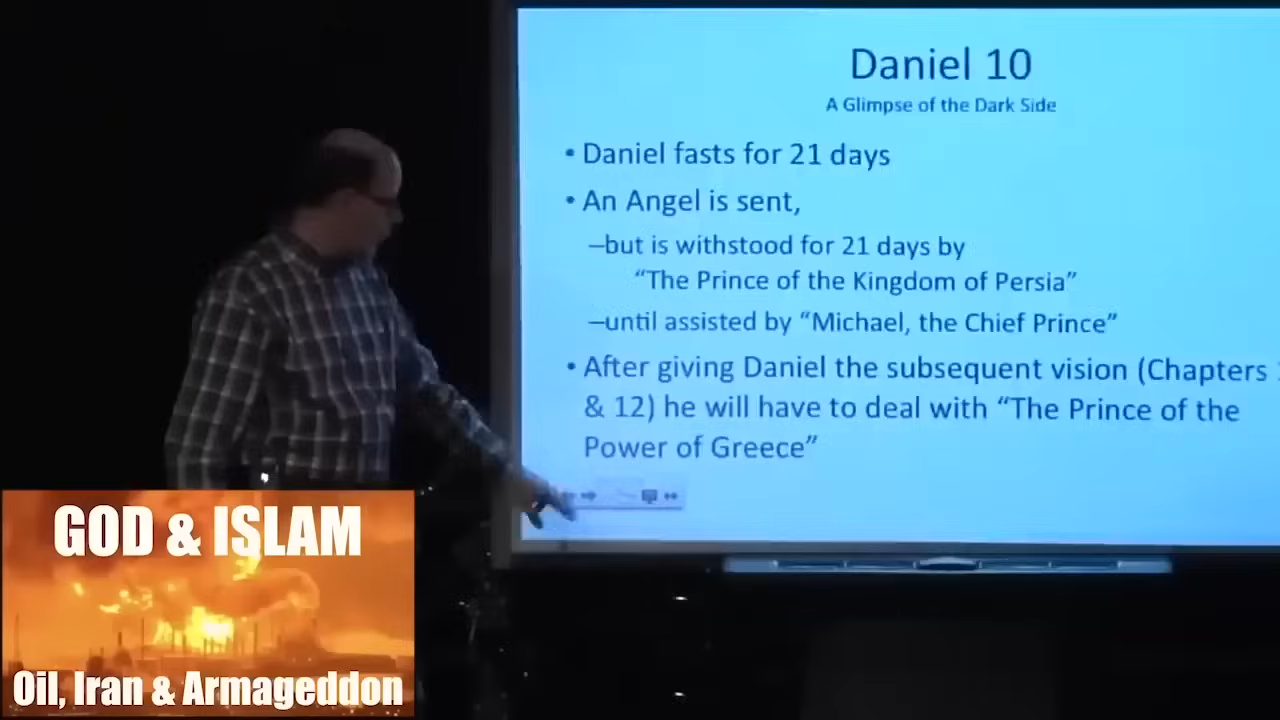 Daniel 10
A Glimpse of the Dark Side
• Daniel fasts for 21 days
• An Angel is sent,
–but is withstood for 21 days by
“The Prince of the Kingdom of Persia”
–until assisted by “Michael, the Chief Prince”
• After giving Daniel the subsequent vision (Chapters
& 12) he will have to deal with “The Prince of the
Power of Greece”
GOD & ISLAM
Oil, Iran & Armageddon